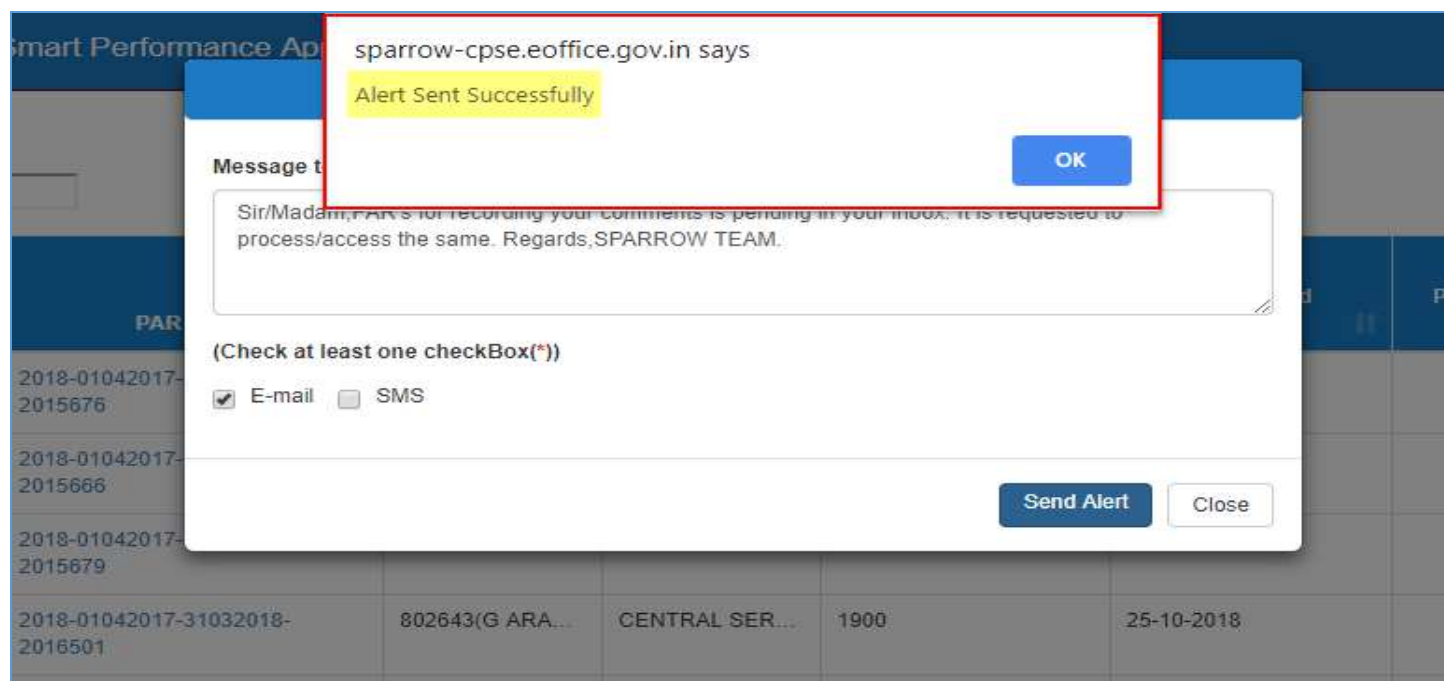 Smart Performance Ap
sparrow-cpse.eoffice.gov.in says
Alert Sent Successfully
OK
Message t
Sir/Madam,PAR's for recording your comments is pending in your inbox. It is requested to
process/access the same. Regards,SPARROW TEAM.
PAR
d
P
(Check at least one checkBox(*))
E-mail
SMS
Send Alert
Close
2018-01042017-
2015676
2018-01042017-
2015666
2018-01042017-
2015679
2018-01042017-31032018-
2016501
802643(G ARA...
CENTRAL SER...
1900
25-10-2018